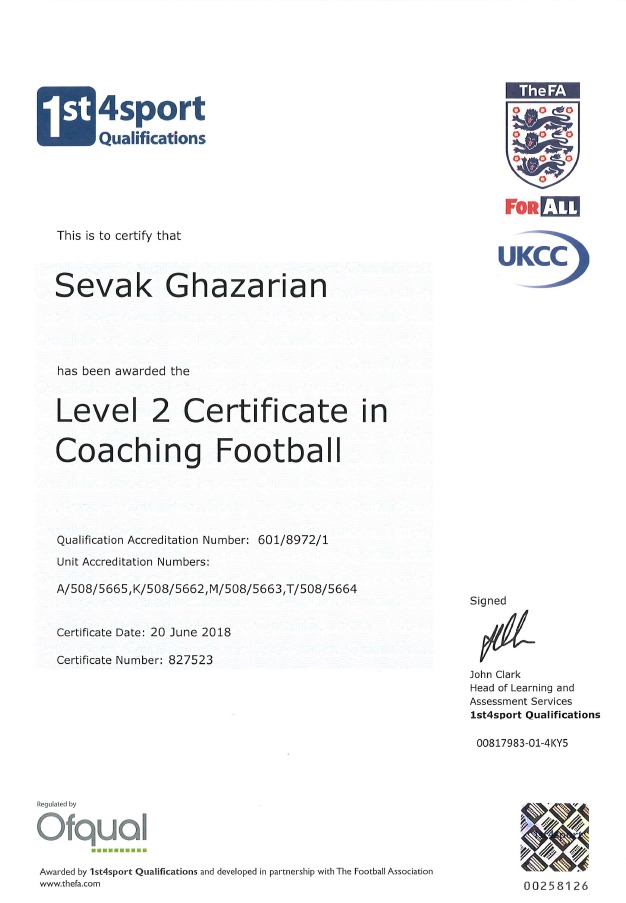 1st4sport
Qualifications
TheFA
FOR ALL
UKCC
This is to certify that
Sevak Ghazarian
has been awarded the
Level 2 Certificate in
Coaching Football
Qualification Accreditation Number: 601/8972/1
Unit Accreditation Numbers:
A/508/5665,K/508/5662,M/508/5663,T/508/5664
Certificate Date: 20 June 2018
Certificate Number: 827523
Signed
John Clark
Head of Learning and
Assessment Services
1st4sport Qualifications
00817983-01-4KY5
Regulated by
Ofqual
Awarded by 1st4sport Qualifications and developed in partnership with The Football Association
www.thefa.com
1st4sport
00258126